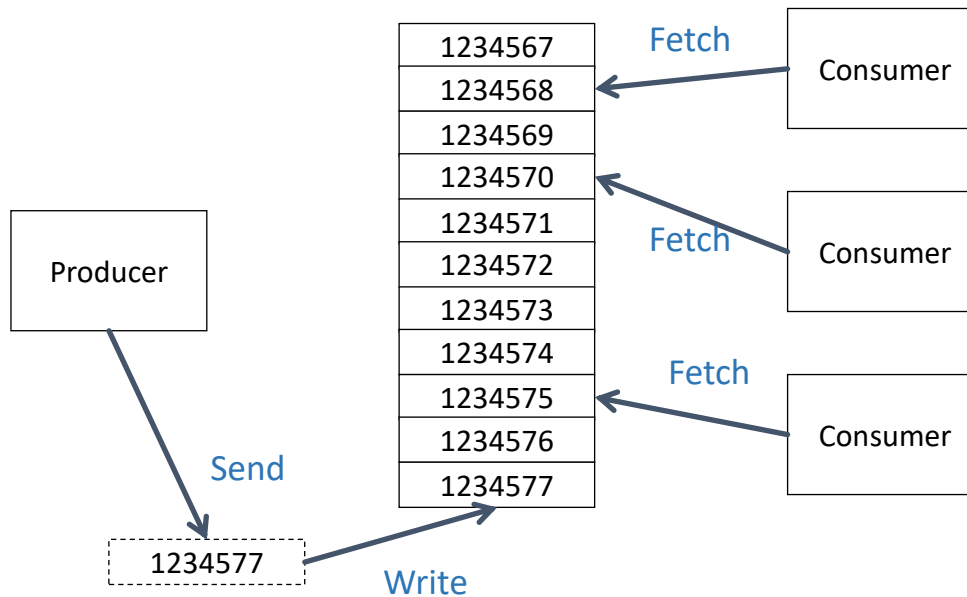 1234567
1234568
1234569
1234570
1234571
1234572
1234573
1234574
1234575
1234576
1234577
Fetch
Consumer
Fetch
Consumer
Fetch
Consumer
Producer
Send
1234577
Write